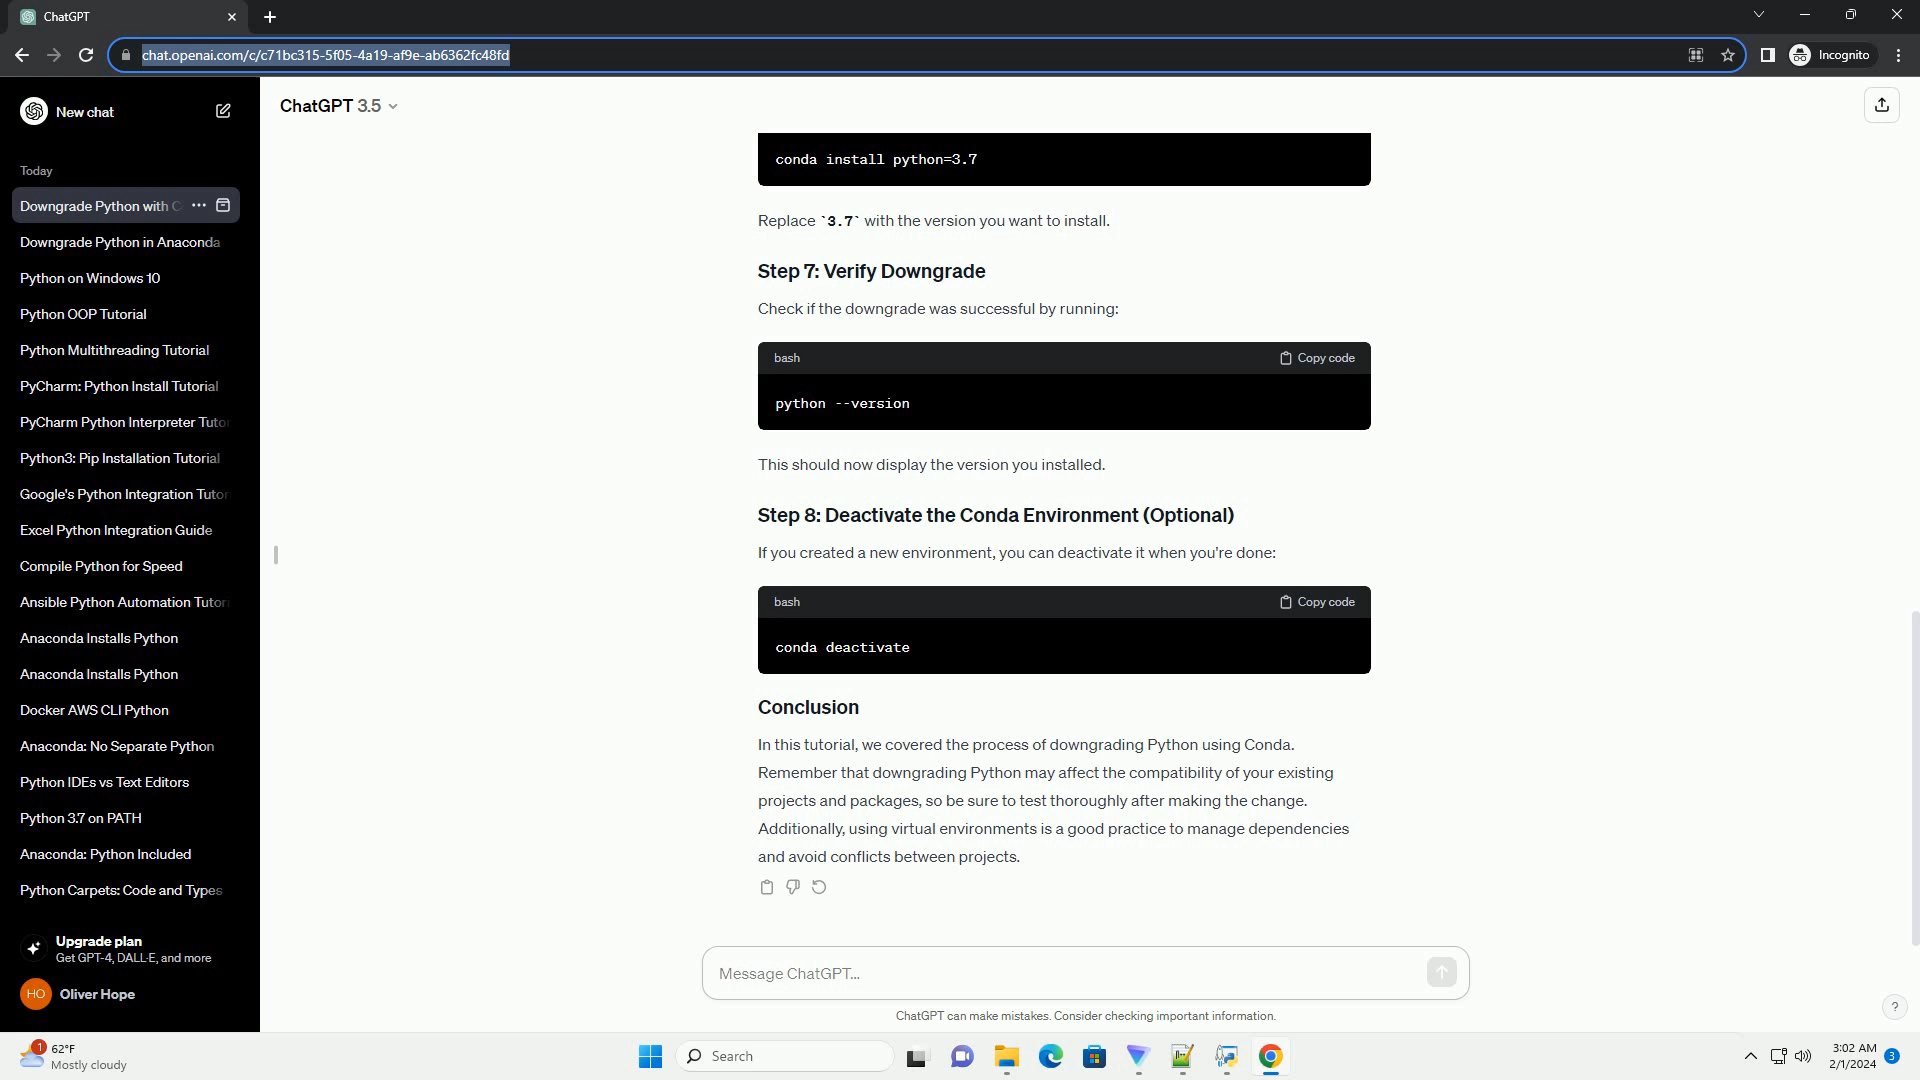 ChatGPT
chat.openai.com/c/c71bc315-5f05-4a19-af9e-ab6362fc48fd
Incognito
New chat
Today
Downgrade Python with C
Downgrade Python in Anaconda
Python on Windows 10
Python OOP Tutorial
Python Multithreading Tutorial
PyCharm: Python Install Tutorial
PyCharm Python Interpreter Tutor
Python3: Pip Installation Tutorial
Google's Python Integration Tutor
Excel Python Integration Guide
Compile Python for Speed
Ansible Python Automation Tutori
Anaconda Installs Python
Anaconda Installs Python
Docker AWS CLI Python
Anaconda: No Separate Python
Python IDEs vs Text Editors
Python 3.7 on PATH
Anaconda: Python Included
Python Carpets: Code and Types
Upgrade plan
Get GPT-4, DALL·E, and more
HO Oliver Hope
ChatGPT 3.5
conda install python=3.7
Replace `3.7` with the version you want to install.
Step 7: Verify Downgrade
Check if the downgrade was successful by running:
bash Copy code
python --version
This should now display the version you installed.
Step 8: Deactivate the Conda Environment (Optional)
If you created a new environment, you can deactivate it when you're done:
bash Copy code
conda deactivate
Conclusion
In this tutorial, we covered the process of downgrading Python using Conda.
Remember that downgrading Python may affect the compatibility of your existing
projects and packages, so be sure to test thoroughly after making the change.
Additionally, using virtual environments is a good practice to manage dependencies
and avoid conflicts between projects.
Message ChatGPT...
ChatGPT can make mistakes. Consider checking important information.
?
1
62°F
Mostly cloudy
Search
3:02 AM
2/1/2024
3